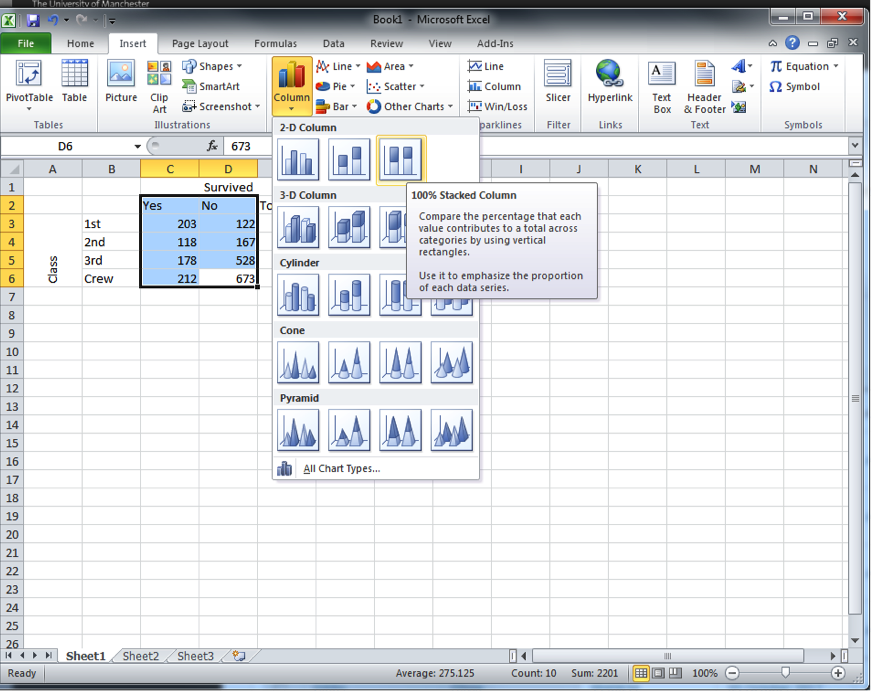 The University of Manchester
Book1 - Microsoft Excel
File Home Insert Page Layout Formulas Data Review View Add-Ins
PivotTable Table
Tables
Picture Clip Art
Shapes
SmartArt
Screenshot
Illustrations
Column
Line Area
Pie Scatter
Bar Other Charts
Line
Column
Win/Loss
parklines
Slicer
Filter
Hyperlink
Links
Text Box
Header & Footer
Text
π Equation
Ω Symbol
Symbols
D6 fx 673
A B C D I J K L M N
1 Survived
2 Yes No To
3 1st 203 122
4 2nd 118 167
5 3rd 178 528
6 Crew 212 673
Class
7
8
9
10
11
12
13
14
15
16
17
18
19
20
21
22
23
24
25
26
2-D Column
3-D Column
Cylinder
Cone
Pyramid
All Chart Types...
100% Stacked Column
Compare the percentage that each
value contributes to a total across
categories by using vertical
rectangles.
Use it to emphasize the proportion
of each data series.
Sheet1 Sheet2 Sheet3
Ready Average: 275.125 Count: 10 Sum: 2201 100%